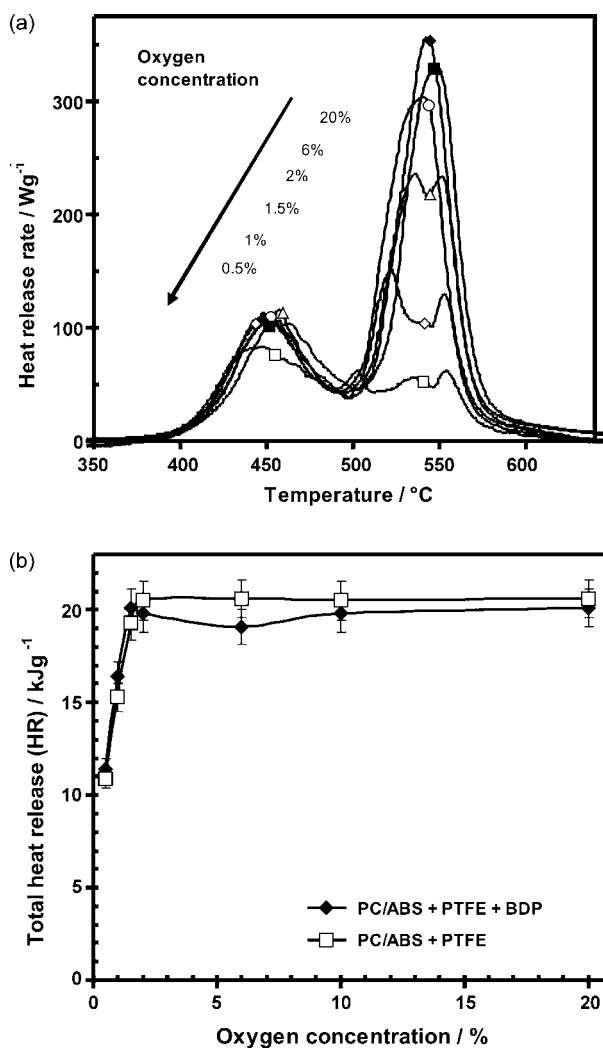 (a)
Oxygen
concentration
20%
6%
2%
1.5%
1%
0.5%
Heat release rate / Wg-1
300
200
100
0
350 400 450 500 550 600
Temperature / °C
(b)
Total heat release (HR) / kJg-1
20
15
10
5
0
0 5 10 15 20
PC/ABS + PTFE + BDP
PC/ABS + PTFE
Oxygen concentration / %